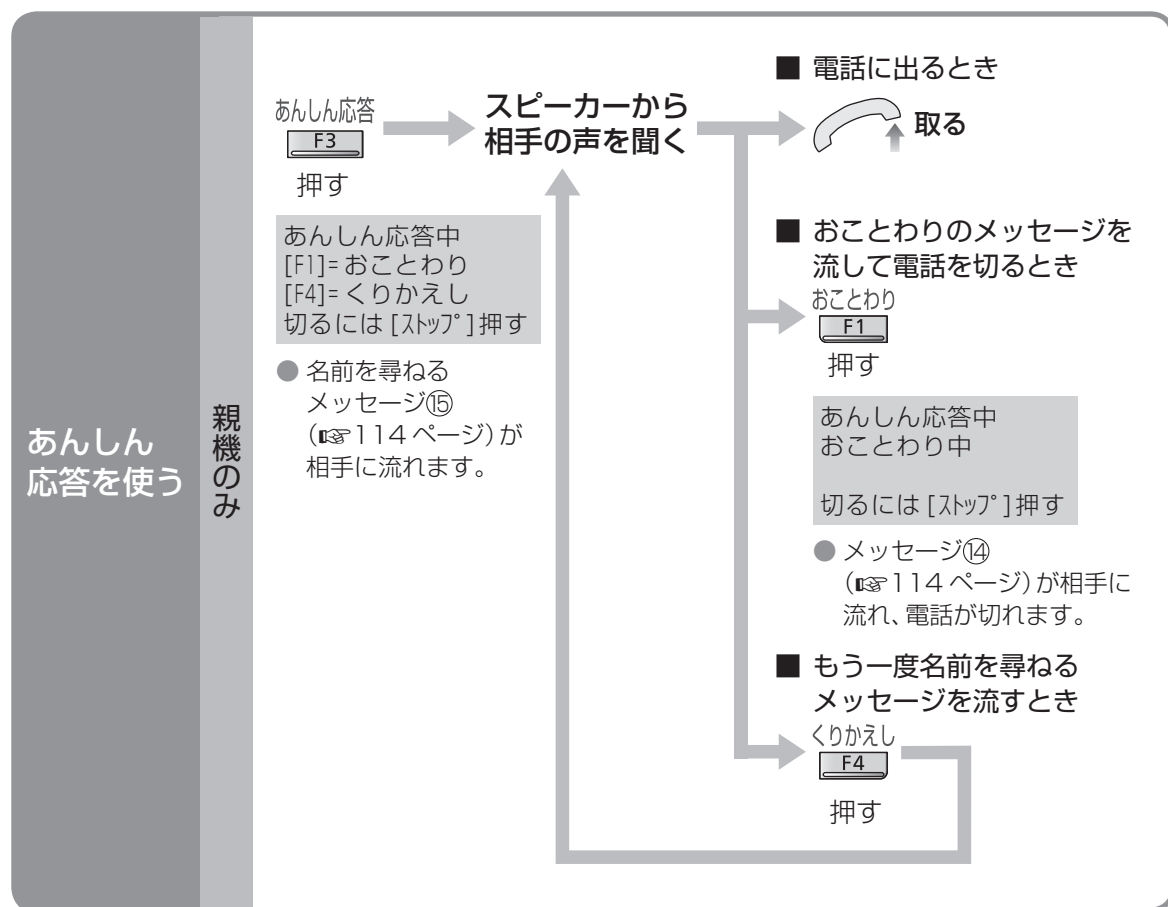 あんしん
応答を使う
親機のみ
あんしん応答
F3
押す
あんしん応答中
[F1]=おことわり
[F4]=くりかえし
切るには[ｽﾄｯﾌﾟ]押す
● 名前を尋ねる
メッセージ⑮
(☞114 ページ)が
相手に流れます。
スピーカーから
相手の声を聞く
■ 電話に出るとき
取る
■ おことわりのメッセージを
流して電話を切るとき
おことわり
F1
押す
あんしん応答中
おことわり中
切るには[ｽﾄｯﾌﾟ]押す
● メッセージ⑭
(☞114 ページ)が相手に
流れ、電話が切れます。
■ もう一度名前を尋ねる
メッセージを流すとき
くりかえし
F4
押す